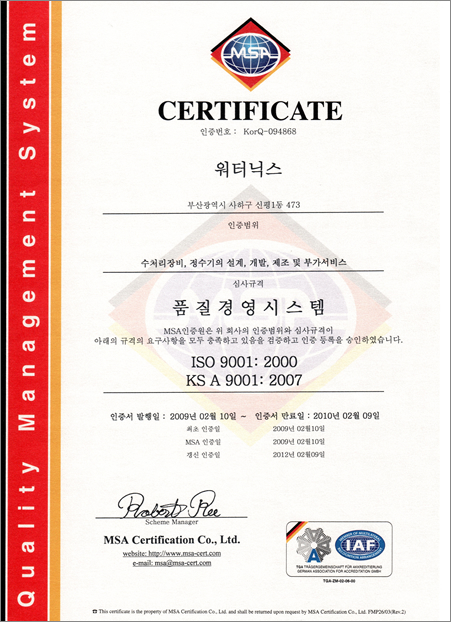 Quality Management System
MSA
CERTIFICATE
인증번호 : KorQ-094868
워터닉스
부산광역시 사하구 신평1동 473
인증범위
수처리장비, 정수기의 설계, 개발, 제조 및 부가서비스
심사규격
품질경영시스템
MSA인증원은 위 회사의 인증범위와 심사규격이
아래의 규격의 요구사항을 모두 충족하고 있음을 검증하고 인증 등록을 승인하였습니다.
ISO 9001: 2000
KS A 9001: 2007
인증서 발행일 : 2009년 02월 10일 ~ 인증서 만료일 : 2010년 02월 09일
최초 인증일 2009년 02월10일
MSA 인증일 2009년 02월10일
갱신 인증일 2012년 02월09일
Robert Ree
Scheme Manager
MSA Certification Co., Ltd.
website: http://www.msa-cert.com
e-mail: msa@msa-cert.com
IAF
TGA TRÄGERGEMEINSCHAFT FÜR AKKREDITIERUNG
GERMAN ASSOCIATION FOR ACCREDITATION GMBH
TGA-ZM-02-06-00
☎ This certificate is the property of MSA Certification Co., Ltd. and shall be returned upon request by MSA Certification Co., Ltd. FMP26/03(Rev.2)